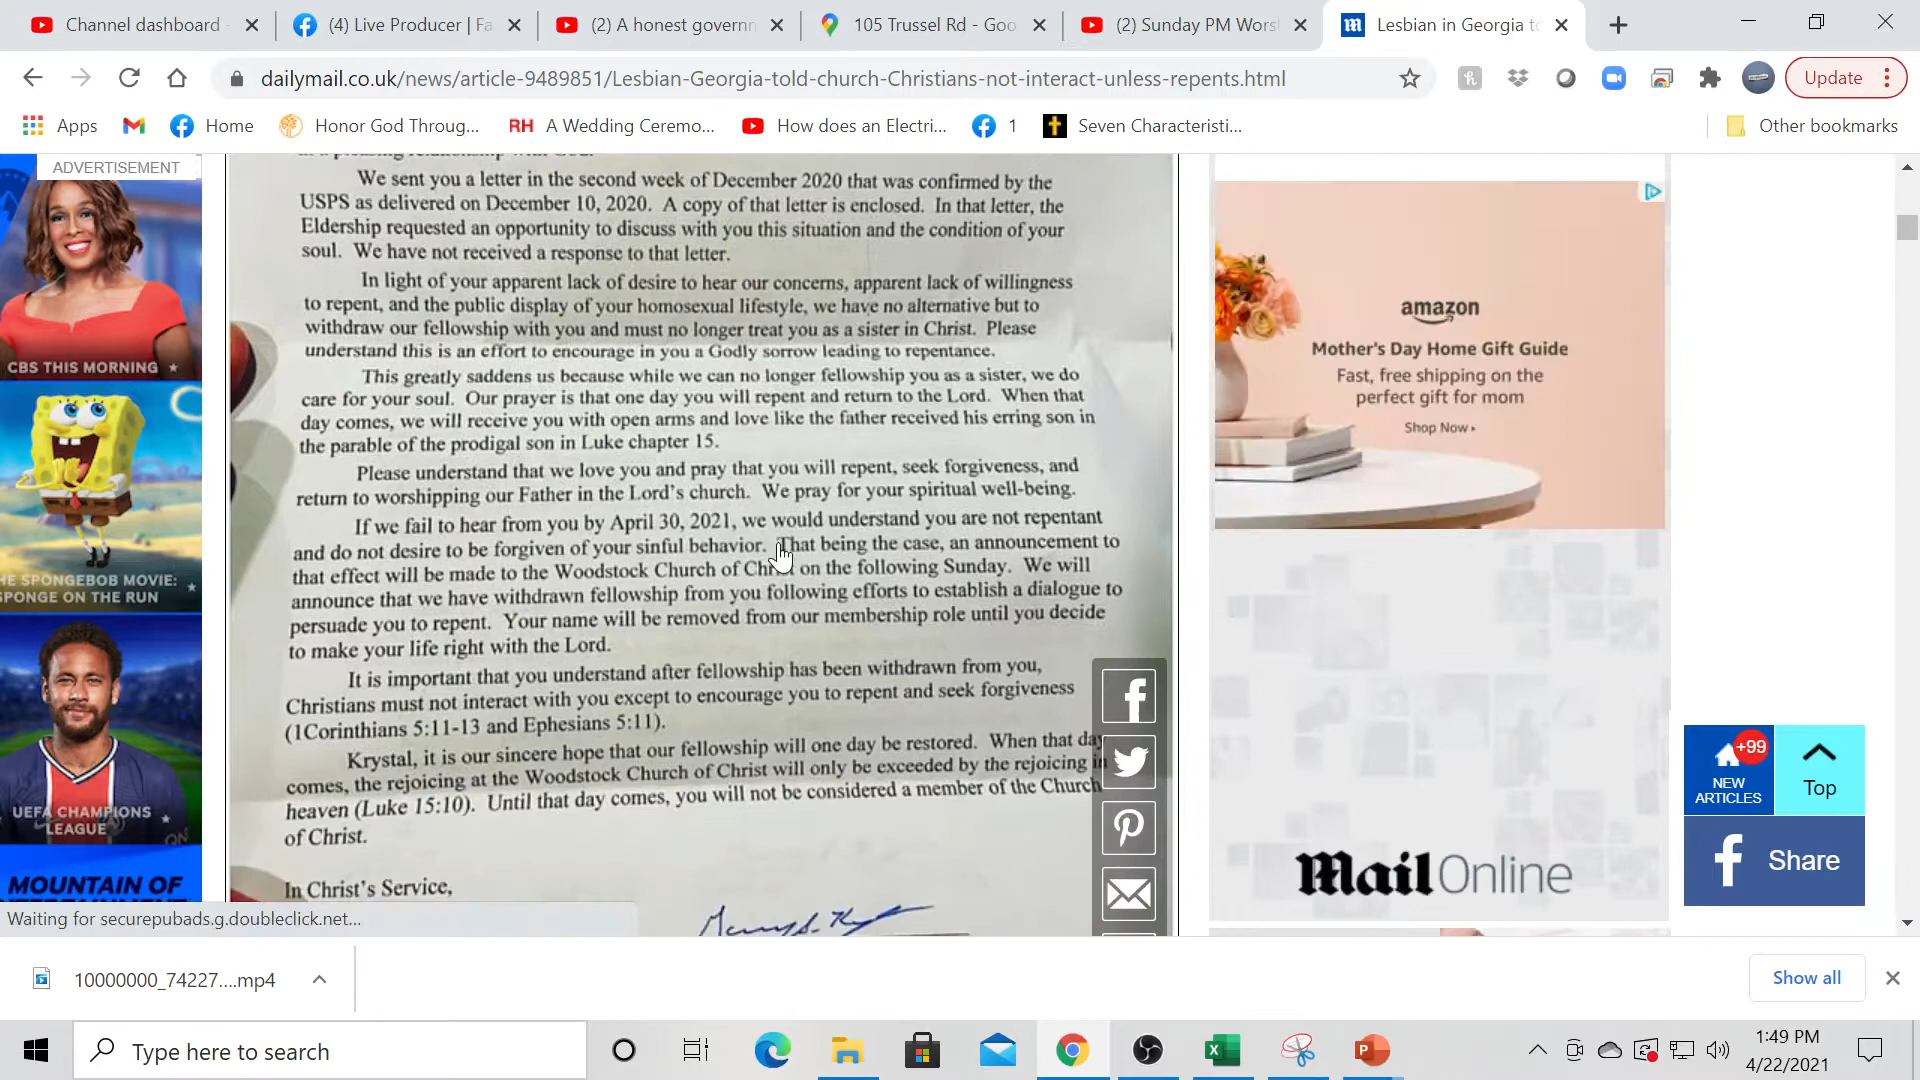 Channel dashboard
(4) Live Producer | Fa
(2) A honest governm
105 Trussel Rd - Goo
(2) Sunday PM Wors
Lesbian in Georgia to
dailymail.co.uk/news/article-9489851/Lesbian-Georgia-told-church-Christians-not-interact-unless-repents.html
Update
Apps
Home
Honor God Throug...
RH A Wedding Ceremo...
How does an Electri...
1
Seven Characteristi...
Other bookmarks
ADVERTISEMENT
CBS THIS MORNING
HE SPONGEBOB MOVIE:
PONGE ON THE RUN
UEFA CHAMPIONS
LEAGUE
MOUNTAIN OF
in a pleasing relationship with God.
We sent you a letter in the second week of December 2020 that was confirmed by the
USPS as delivered on December 10, 2020. A copy of that letter is enclosed. In that letter, the
Eldership requested an opportunity to discuss with you this situation and the condition of your
soul. We have not received a response to that letter.
In light of your apparent lack of desire to hear our concerns, apparent lack of willingness
to repent, and the public display of your homosexual lifestyle, we have no alternative but to
withdraw our fellowship with you and must no longer treat you as a sister in Christ. Please
understand this is an effort to encourage in you a Godly sorrow leading to repentance.
This greatly saddens us because while we can no longer fellowship you as a sister, we do
care for your soul. Our prayer is that one day you will repent and return to the Lord. When that
day comes, we will receive you with open arms and love like the father received his erring son in
the parable of the prodigal son in Luke chapter 15.
Please understand that we love you and pray that you will repent, seek forgiveness, and
return to worshipping our Father in the Lord's church. We pray for your spiritual well-being.
If we fail to hear from you by April 30, 2021, we would understand you are not repentant
and do not desire to be forgiven of your sinful behavior. That being the case, an announcement to
that effect will be made to the Woodstock Church of Christ on the following Sunday. We will
announce that we have withdrawn fellowship from you following efforts to establish a dialogue to
persuade you to repent. Your name will be removed from our membership role until you decide
to make your life right with the Lord.
It is important that you understand after fellowship has been withdrawn from you,
Christians must not interact with you except to encourage you to repent and seek forgiveness
(1Corinthians 5:11-13 and Ephesians 5:11).
Krystal, it is our sincere hope that our fellowship will one day be restored. When that day
comes, the rejoicing at the Woodstock Church of Christ will only be exceeded by the rejoicing in
heaven (Luke 15:10). Until that day comes, you will not be considered a member of the Church
of Christ.
In Christ's Service,
amazon
Mother's Day Home Gift Guide
Fast, free shipping on the
perfect gift for mom
Shop Now
Mail Online
+99
NEW
ARTICLES
Top
Share
Waiting for securepubads.g.doubleclick.net...
10000000_74227....mp4
Show all
Type here to search
1:49 PM
4/22/2021